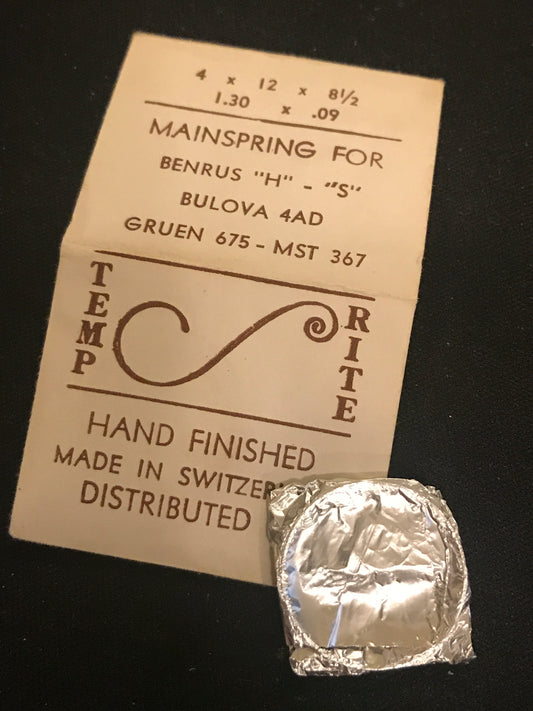 4 x 12 x 8½
1.30 x .09
MAINSPRING FOR
BENRUS "H" - "S"
BULOVA 4AD
GRUEN 675 - MST 367
TEMP
RITE
HAND FINISHED
MADE IN SWITZER
DISTRIBUTED